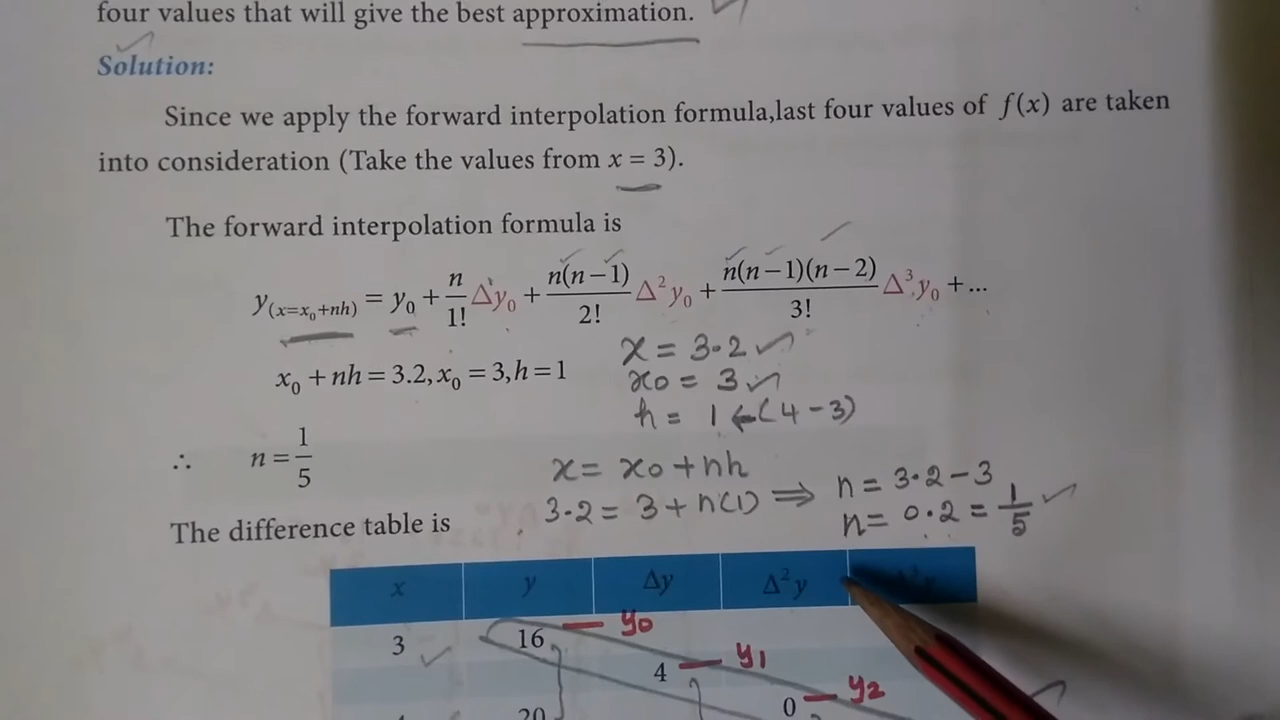 four values that will give the best approximation.
Solution:
Since we apply the forward interpolation formula,last four values of f(x) are taken
into consideration (Take the values from x = 3).
The forward interpolation formula is
y(x=x₀+nh) = y₀ + n/1! Δy₀ + n(n−1)/2! Δ²y₀ + n(n−1)(n−2)/3! Δ³y₀ + ...
x₀ + nh = 3.2, x₀ = 3, h = 1
x = 3.2
x₀ = 3
h = 1 ← (4 − 3)
∴ n = 1/5
x = x₀ + nh
3.2 = 3 + n(1) ⇒ n = 3.2 − 3
n = 0.2 = 1/5
The difference table is
x y Δy Δ²y
3 16 y₀
4 y₁
0 y₂
20